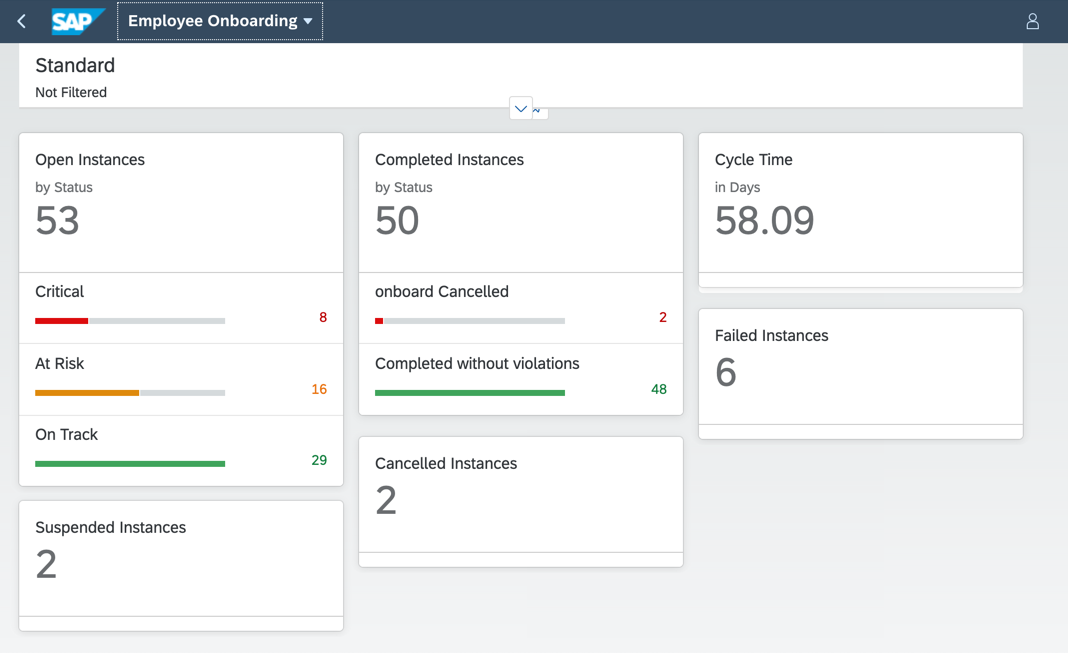 SAP Employee Onboarding
Standard
Not Filtered
Open Instances
by Status
53
Critical
8
At Risk
16
On Track
29
Suspended Instances
2
Completed Instances
by Status
50
onboard Cancelled
2
Completed without violations
48
Cancelled Instances
2
Cycle Time
in Days
58.09
Failed Instances
6